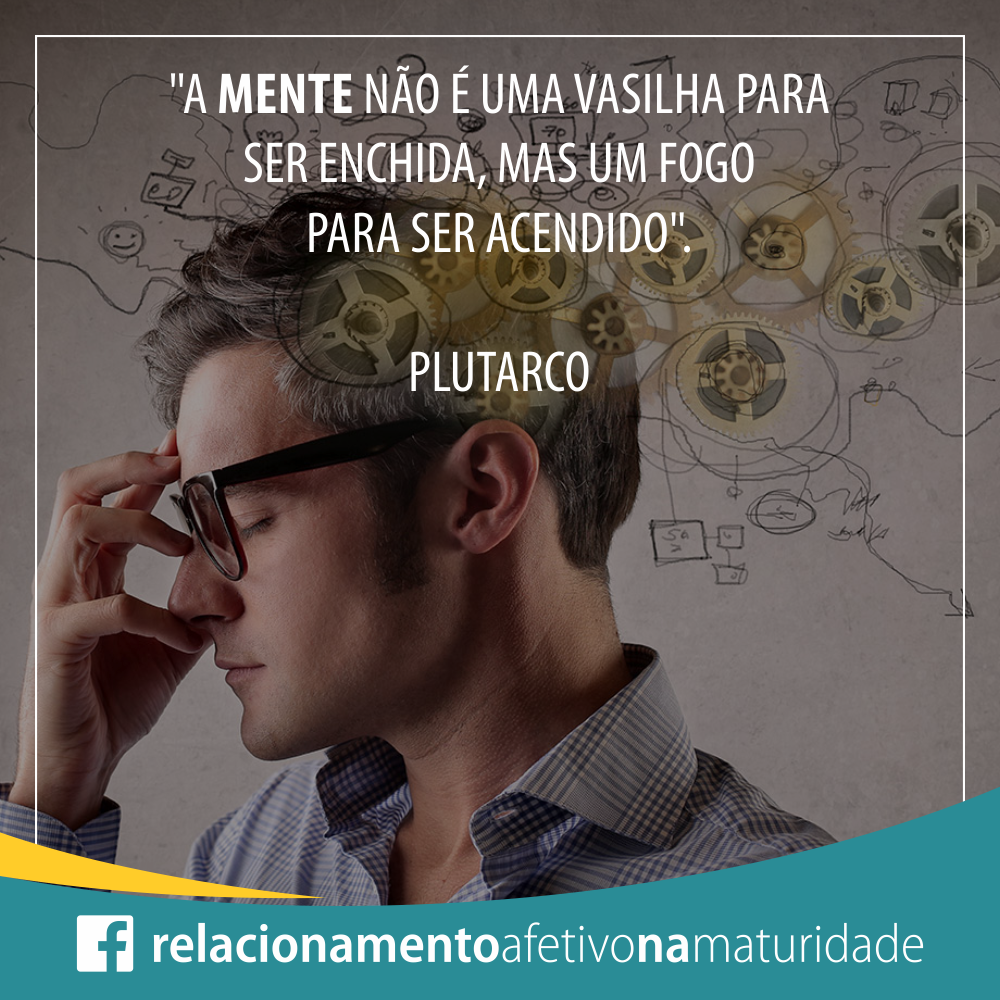 "A MENTE NÃO É UMA VASILHA PARA
SER ENCHIDA, MAS UM FOGO
PARA SER ACENDIDO".
PLUTARCO
relacionamentoafetivonamaturidade